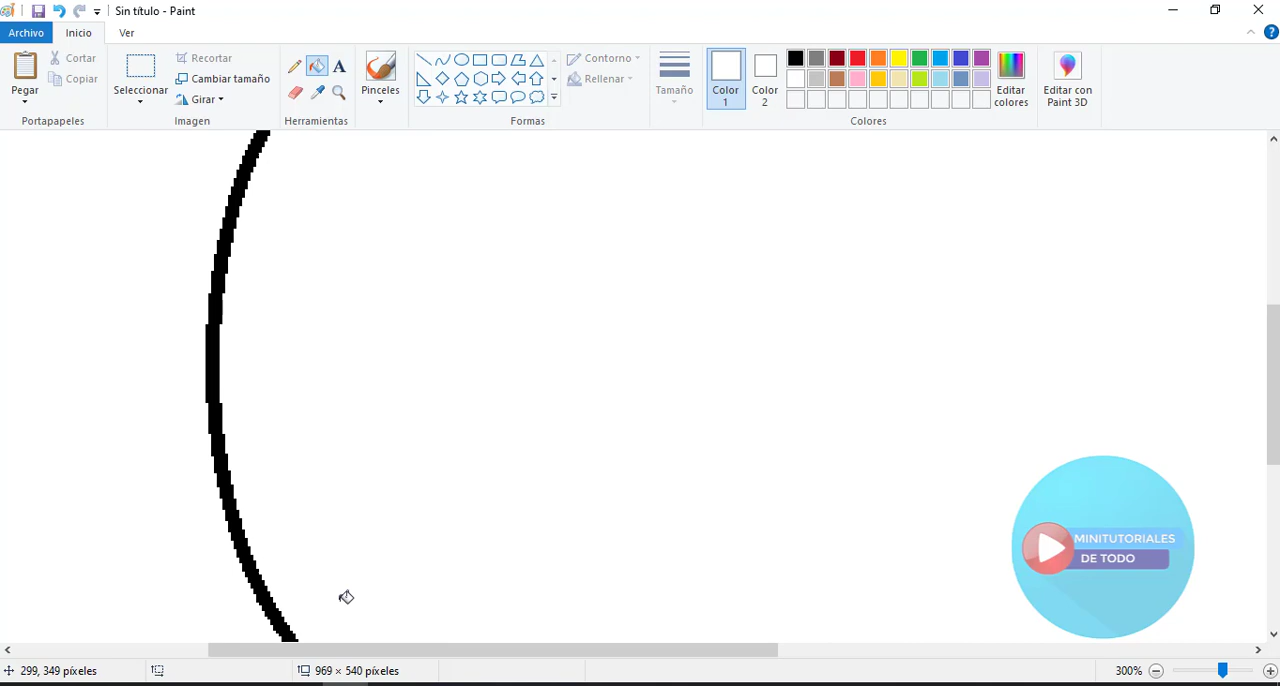 Sin título - Paint
Archivo Inicio Ver
Pegar
Cortar
Copiar
Portapapeles
Seleccionar
Recortar
Cambiar tamaño
Girar
Imagen
A
Herramientas
Pinceles
Contorno
Rellenar
Formas
Tamaño
Color
1
Color
2
Editar
colores
Colores
Editar con
Paint 3D
MINITUTORIALES
DE TODO
299, 349 píxeles 969 × 540 píxeles 300%